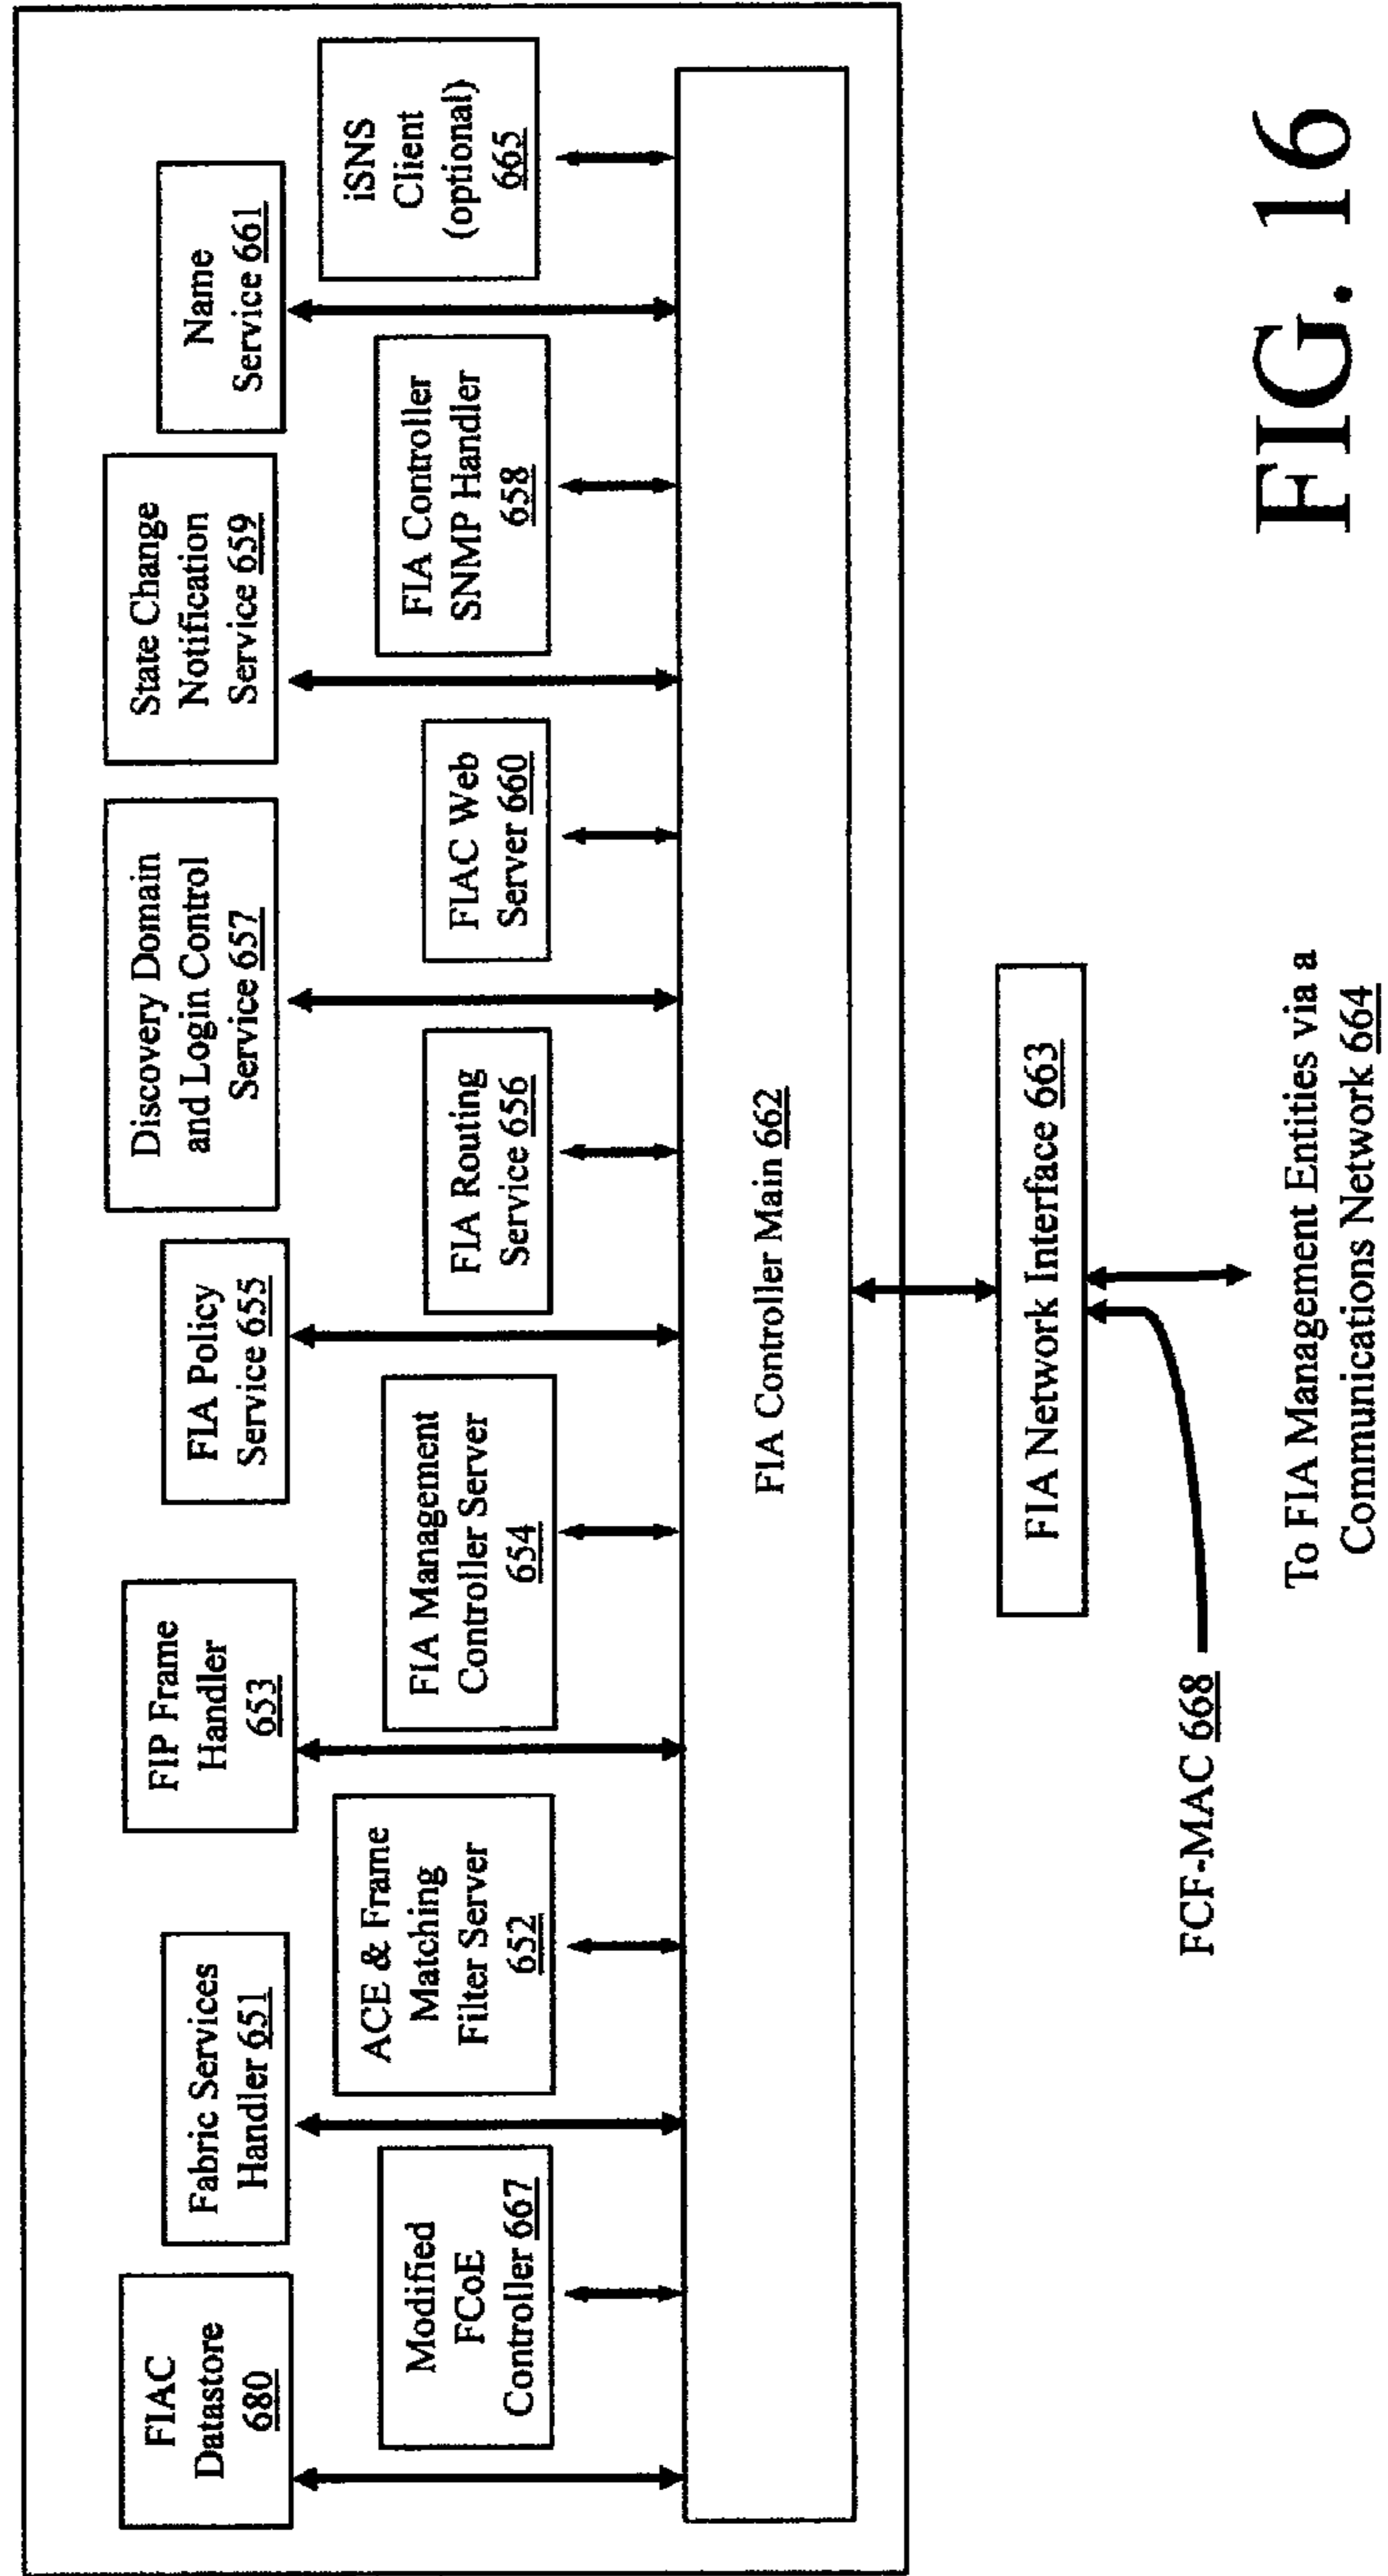 FIAC
Datastore
680
Fabric Services
Handler 651
FIP Frame
Handler
653
FIA Policy
Service 655
Discovery Domain
and Login Control
Service 657
State Change
Notification
Service 659
Name
Service 661
Modified
FCoE
Controller 667
ACE & Frame
Matching
Filter Server
652
FIA Management
Controller Server
654
FIA Routing
Service 656
FIAC Web
Server 660
FIA Controller
SNMP Handler
658
iSNS
Client
(optional)
665
FIA Controller Main 662
FIA Network Interface 663
FCF-MAC 668
To FIA Management Entities via a
Communications Network 664
FIG. 16